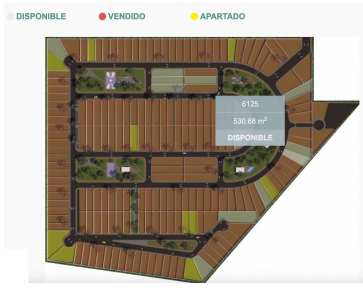 DISPONIBLE
VENDIDO
APARTADO
6125
530.68 m²
DISPONIBLE